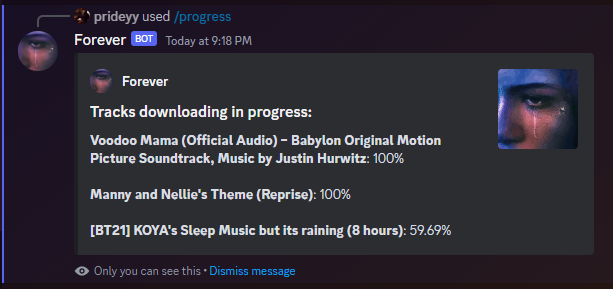 prideyy used /progress
Forever BOT Today at 9:18 PM
Forever
Tracks downloading in progress:
Voodoo Mama (Official Audio) – Babylon Original Motion
Picture Soundtrack, Music by Justin Hurwitz: 100%
Manny and Nellie's Theme (Reprise): 100%
[BT21] KOYA's Sleep Music but its raining (8 hours): 59.69%
Only you can see this • Dismiss message